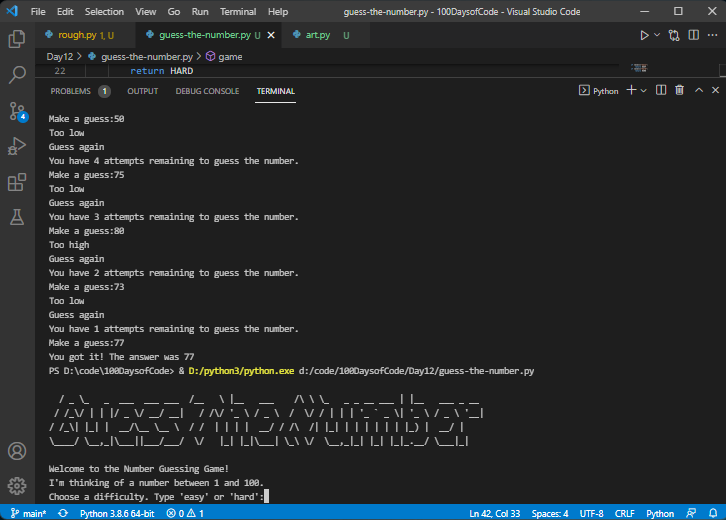 File Edit Selection View Go Run Terminal Help guess-the-number.py - 100DaysofCode - Visual Studio Code
rough.py 1, U guess-the-number.py U art.py U
Day12 > guess-the-number.py > game
22 return HARD
PROBLEMS 1 OUTPUT DEBUG CONSOLE TERMINAL Python
Make a guess:50
Too low
Guess again
You have 4 attempts remaining to guess the number.
Make a guess:75
Too low
Guess again
You have 3 attempts remaining to guess the number.
Make a guess:80
Too high
Guess again
You have 2 attempts remaining to guess the number.
Make a guess:73
Too low
Guess again
You have 1 attempts remaining to guess the number.
Make a guess:77
You got it! The answer was 77
PS D:\code\100DaysofCode> & D:/python3/python.exe d:/code/100DaysofCode/Day12/guess-the-number.py
Welcome to the Number Guessing Game!
I'm thinking of a number between 1 and 100.
Choose a difficulty. Type 'easy' or 'hard':
4
main* Python 3.8.6 64-bit 0 1 Ln 42, Col 33 Spaces: 4 UTF-8 CRLF Python